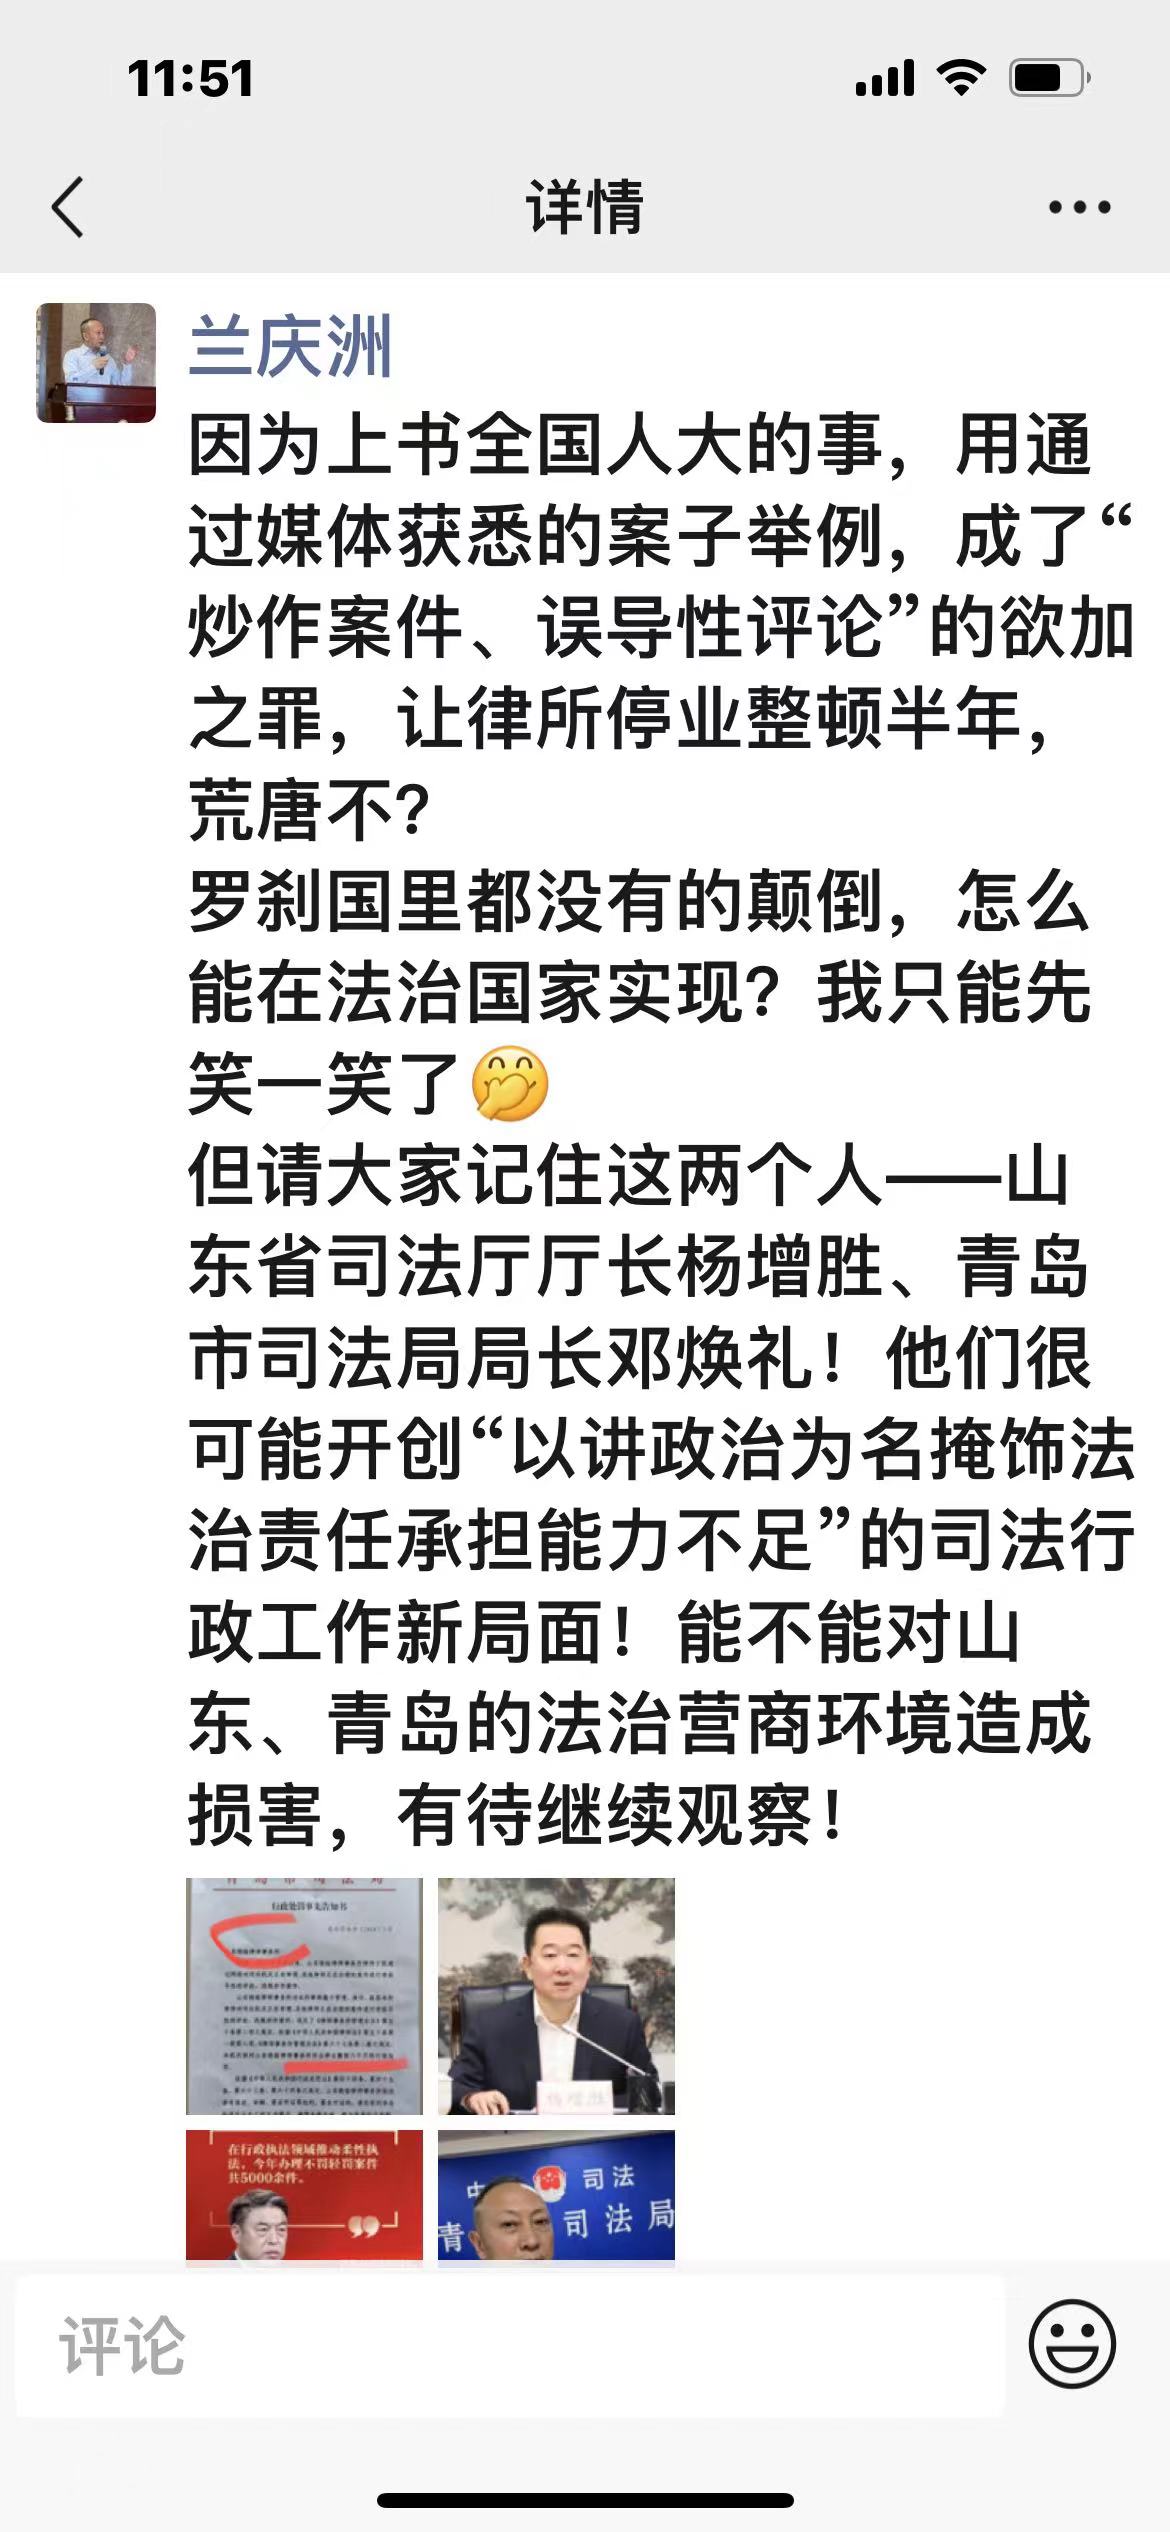 11:51
详情
兰庆洲
因为上书全国人大的事，用通
过媒体获悉的案子举例，成了“
炒作案件、误导性评论”的欲加
之罪，让律所停业整顿半年，
荒唐不？
罗刹国里都没有的颠倒，怎么
能在法治国家实现？我只能先
笑一笑了🤭
但请大家记住这两个人——山
东省司法厅厅长杨增胜、青岛
市司法局局长邓焕礼！他们很
可能开创“以讲政治为名掩饰法
治责任承担能力不足”的司法行
政工作新局面！能不能对山
东、青岛的法治营商环境造成
损害，有待继续观察！
行政处罚事先告知书
在行政执法领域推动柔性执
法，今年办理不罚轻罚案件
共5000余件。
中 司法
青 司法局
评论